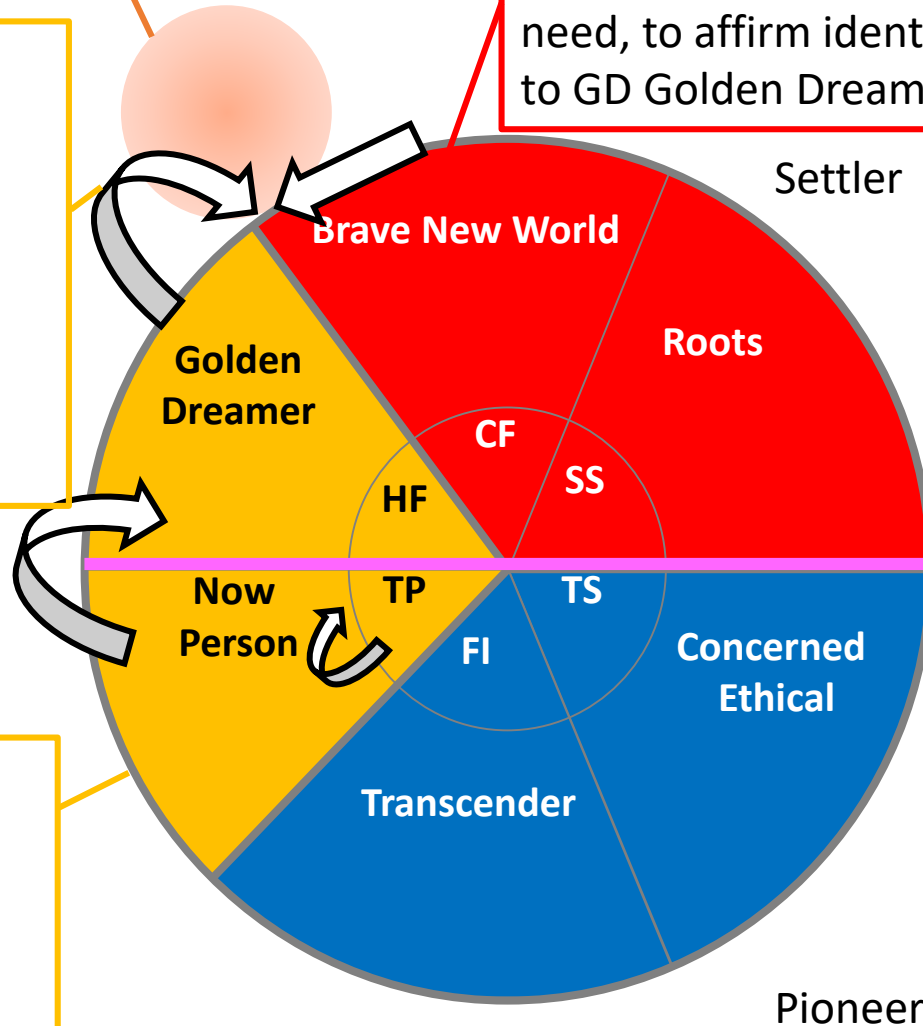 need, to affirm ident
to GD Golden Dream
Settler
Brave New World
Roots
Golden
Dreamer
CF
SS
HF
Now
Person
TP
TS
FI
Concerned
Ethical
Transcender
Pioneer